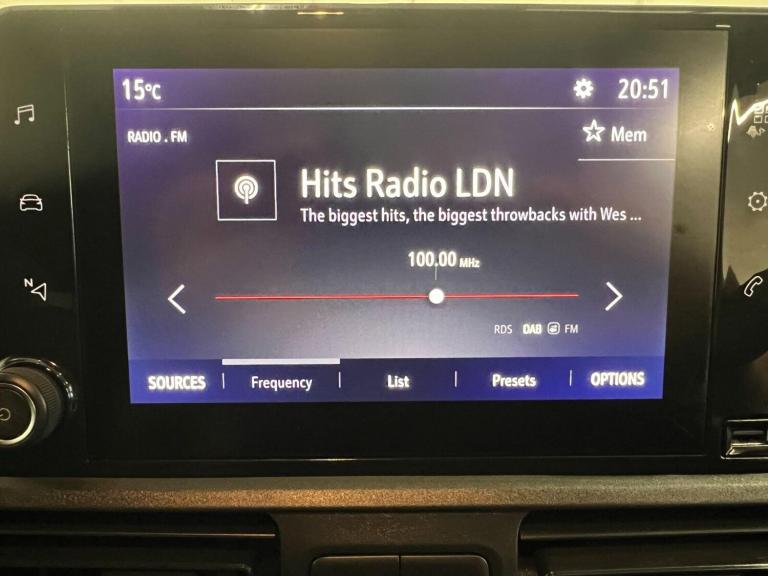 15°C 20:51
RADIO . FM
Mem
Hits Radio LDN
The biggest hits, the biggest throwbacks with Wes ...
100.00 MHz
N
RDS DAB FM
SOURCES | Frequency | List | Presets | OPTIONS